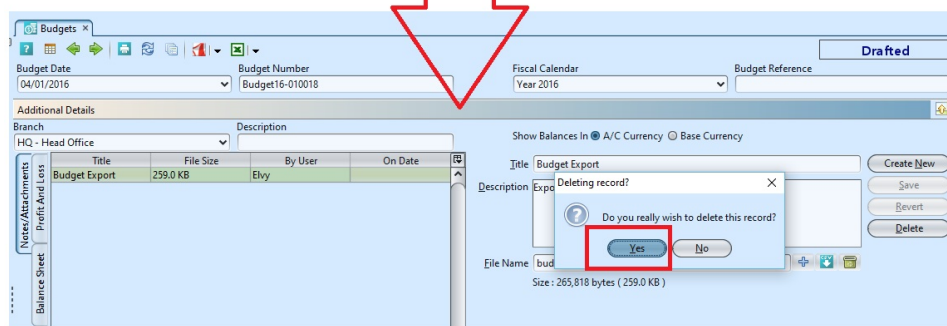 Budgets ×
Drafted
Budget Date Budget Number Fiscal Calendar Budget Reference
04/01/2016 Budget16-010018 Year 2016
Additional Details
Branch Description Show Balances In A/C Currency Base Currency
HQ - Head Office
Title File Size By User On Date
Budget Export 259.0 KB Elvy
Notes/Attachments
Profit And Loss
Balance Sheet
Title Budget Export Create New
Description Deleting record? × Save
Revert
Do you really wish to delete this record?
Delete
Yes No
File Name
Size : 265,818 bytes ( 259.0 KB )